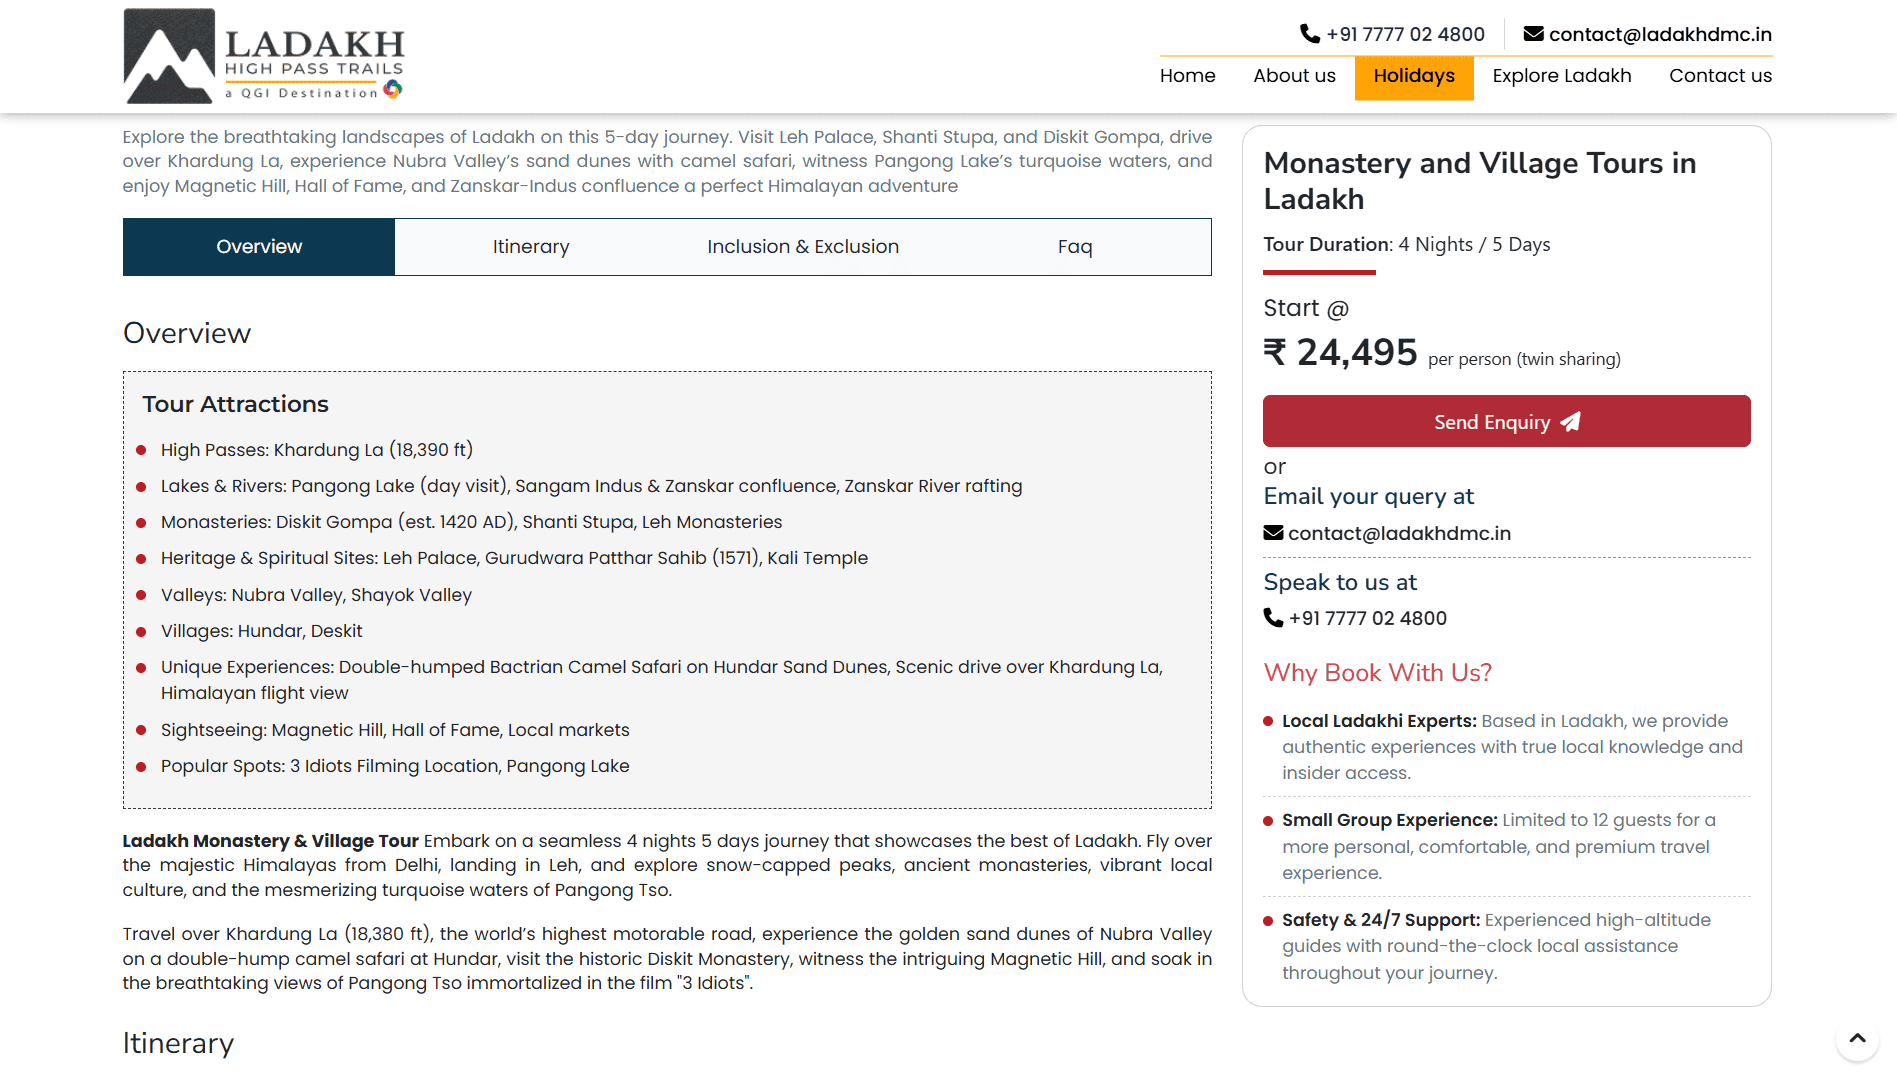 LADAKH
HIGH PASS TRAILS
a QGI Destination
+91 7777 02 4800
contact@ladakhdmc.in
Home
About us
Holidays
Explore Ladakh
Contact us
Explore the breathtaking landscapes of Ladakh on this 5-day journey. Visit Leh Palace, Shanti Stupa, and Diskit Gompa, drive
over Khardung La, experience Nubra Valley’s sand dunes with camel safari, witness Pangong Lake’s turquoise waters, and
enjoy Magnetic Hill, Hall of Fame, and Zanskar-Indus confluence a perfect Himalayan adventure
Overview
Itinerary
Inclusion & Exclusion
Faq
Overview
Tour Attractions
High Passes: Khardung La (18,390 ft)
Lakes & Rivers: Pangong Lake (day visit), Sangam Indus & Zanskar confluence, Zanskar River rafting
Monasteries: Diskit Gompa (est. 1420 AD), Shanti Stupa, Leh Monasteries
Heritage & Spiritual Sites: Leh Palace, Gurudwara Patthar Sahib (1571), Kali Temple
Valleys: Nubra Valley, Shayok Valley
Villages: Hundar, Deskit
Unique Experiences: Double-humped Bactrian Camel Safari on Hundar Sand Dunes, Scenic drive over Khardung La,
Himalayan flight view
Sightseeing: Magnetic Hill, Hall of Fame, Local markets
Popular Spots: 3 Idiots Filming Location, Pangong Lake
Ladakh Monastery & Village Tour Embark on a seamless 4 nights 5 days journey that showcases the best of Ladakh. Fly over
the majestic Himalayas from Delhi, landing in Leh, and explore snow-capped peaks, ancient monasteries, vibrant local
culture, and the mesmerizing turquoise waters of Pangong Tso.
Travel over Khardung La (18,380 ft), the world’s highest motorable road, experience the golden sand dunes of Nubra Valley
on a double-hump camel safari at Hundar, visit the historic Diskit Monastery, witness the intriguing Magnetic Hill, and soak in
the breathtaking views of Pangong Tso immortalized in the film "3 Idiots".
Itinerary
Monastery and Village Tours in
Ladakh
Tour Duration: 4 Nights / 5 Days
Start @
₹ 24,495 per person (twin sharing)
Send Enquiry
or
Email your query at
contact@ladakhdmc.in
Speak to us at
+91 7777 02 4800
Why Book With Us?
Local Ladakhi Experts: Based in Ladakh, we provide
authentic experiences with true local knowledge and
insider access.
Small Group Experience: Limited to 12 guests for a
more personal, comfortable, and premium travel
experience.
Safety & 24/7 Support: Experienced high-altitude
guides with round-the-clock local assistance
throughout your journey.